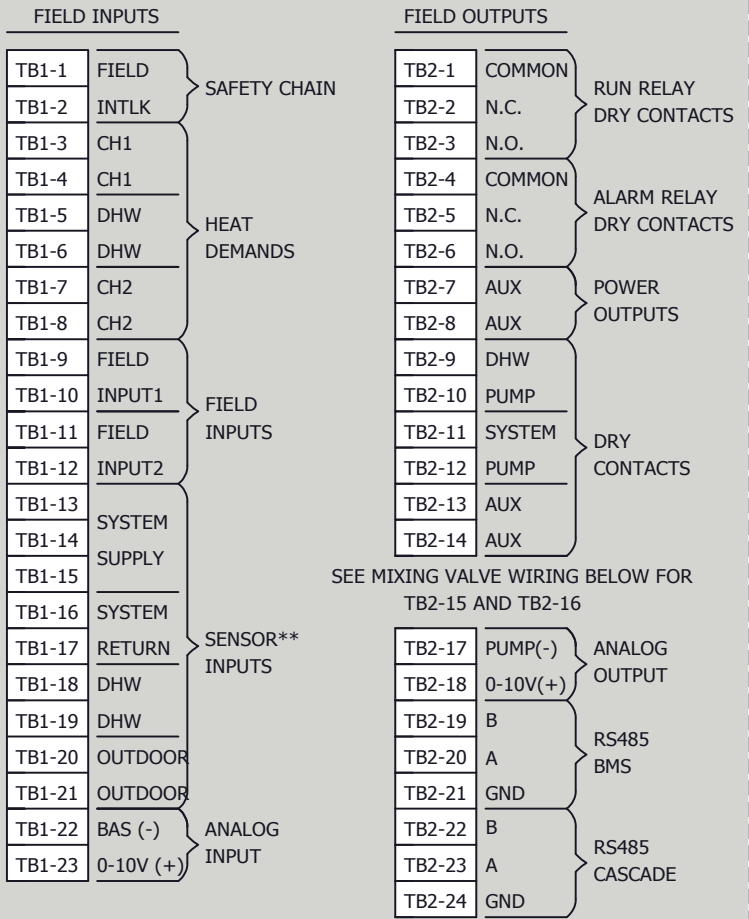 FIELD INPUTS
TB1-1 FIELD
TB1-2 INTLK
SAFETY CHAIN
TB1-3 CH1
TB1-4 CH1
TB1-5 DHW
TB1-6 DHW
TB1-7 CH2
TB1-8 CH2
HEAT
DEMANDS
TB1-9 FIELD
TB1-10 INPUT1
TB1-11 FIELD
TB1-12 INPUT2
FIELD
INPUTS
TB1-13
TB1-14
TB1-15
SYSTEM
SUPPLY
TB1-16 SYSTEM
TB1-17 RETURN
TB1-18 DHW
TB1-19 DHW
TB1-20 OUTDOOR
TB1-21 OUTDOOR
SENSOR**
INPUTS
TB1-22 BAS (-)
TB1-23 0-10V (+)
ANALOG
INPUT
FIELD OUTPUTS
TB2-1 COMMON
TB2-2 N.C.
TB2-3 N.O.
RUN RELAY
DRY CONTACTS
TB2-4 COMMON
TB2-5 N.C.
TB2-6 N.O.
ALARM RELAY
DRY CONTACTS
TB2-7 AUX
TB2-8 AUX
POWER
OUTPUTS
TB2-9 DHW
TB2-10 PUMP
TB2-11 SYSTEM
TB2-12 PUMP
TB2-13 AUX
TB2-14 AUX
DRY
CONTACTS
SEE MIXING VALVE WIRING BELOW FOR
TB2-15 AND TB2-16
TB2-17 PUMP(-)
TB2-18 0-10V(+)
ANALOG
OUTPUT
TB2-19 B
TB2-20 A
TB2-21 GND
RS485
BMS
TB2-22 B
TB2-23 A
TB2-24 GND
RS485
CASCADE